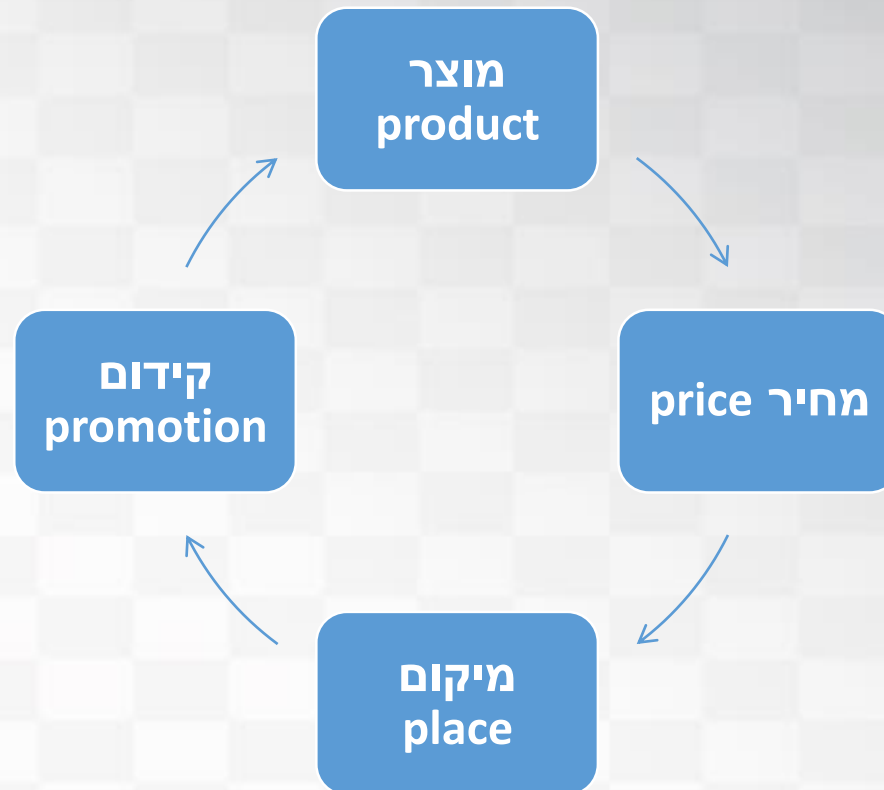 מוצר
product
מחיר price
מיקום
place
קידום
promotion